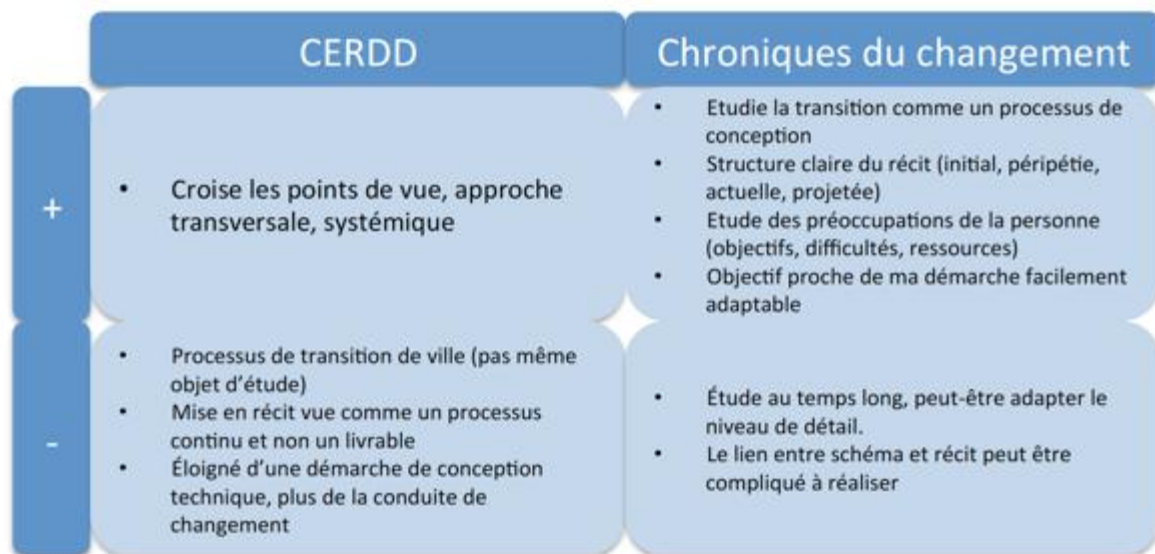 CERDD
Chroniques du changement
+
• Croise les points de vue, approche
transversale, systémique
• Etudie la transition comme un processus de
conception
• Structure claire du récit (initial, péripétie,
actuelle, projetée)
• Etude des préoccupations de la personne
(objectifs, difficultés, ressources)
• Objectif proche de ma démarche facilement
adaptable
-
• Processus de transition de ville (pas même
objet d’étude)
• Mise en récit vue comme un processus
continu et non un livrable
• Éloigné d’une démarche de conception
technique, plus de la conduite de
changement
• Étude au temps long, peut-être adapter le
niveau de détail.
• Le lien entre schéma et récit peut être
compliqué à réaliser